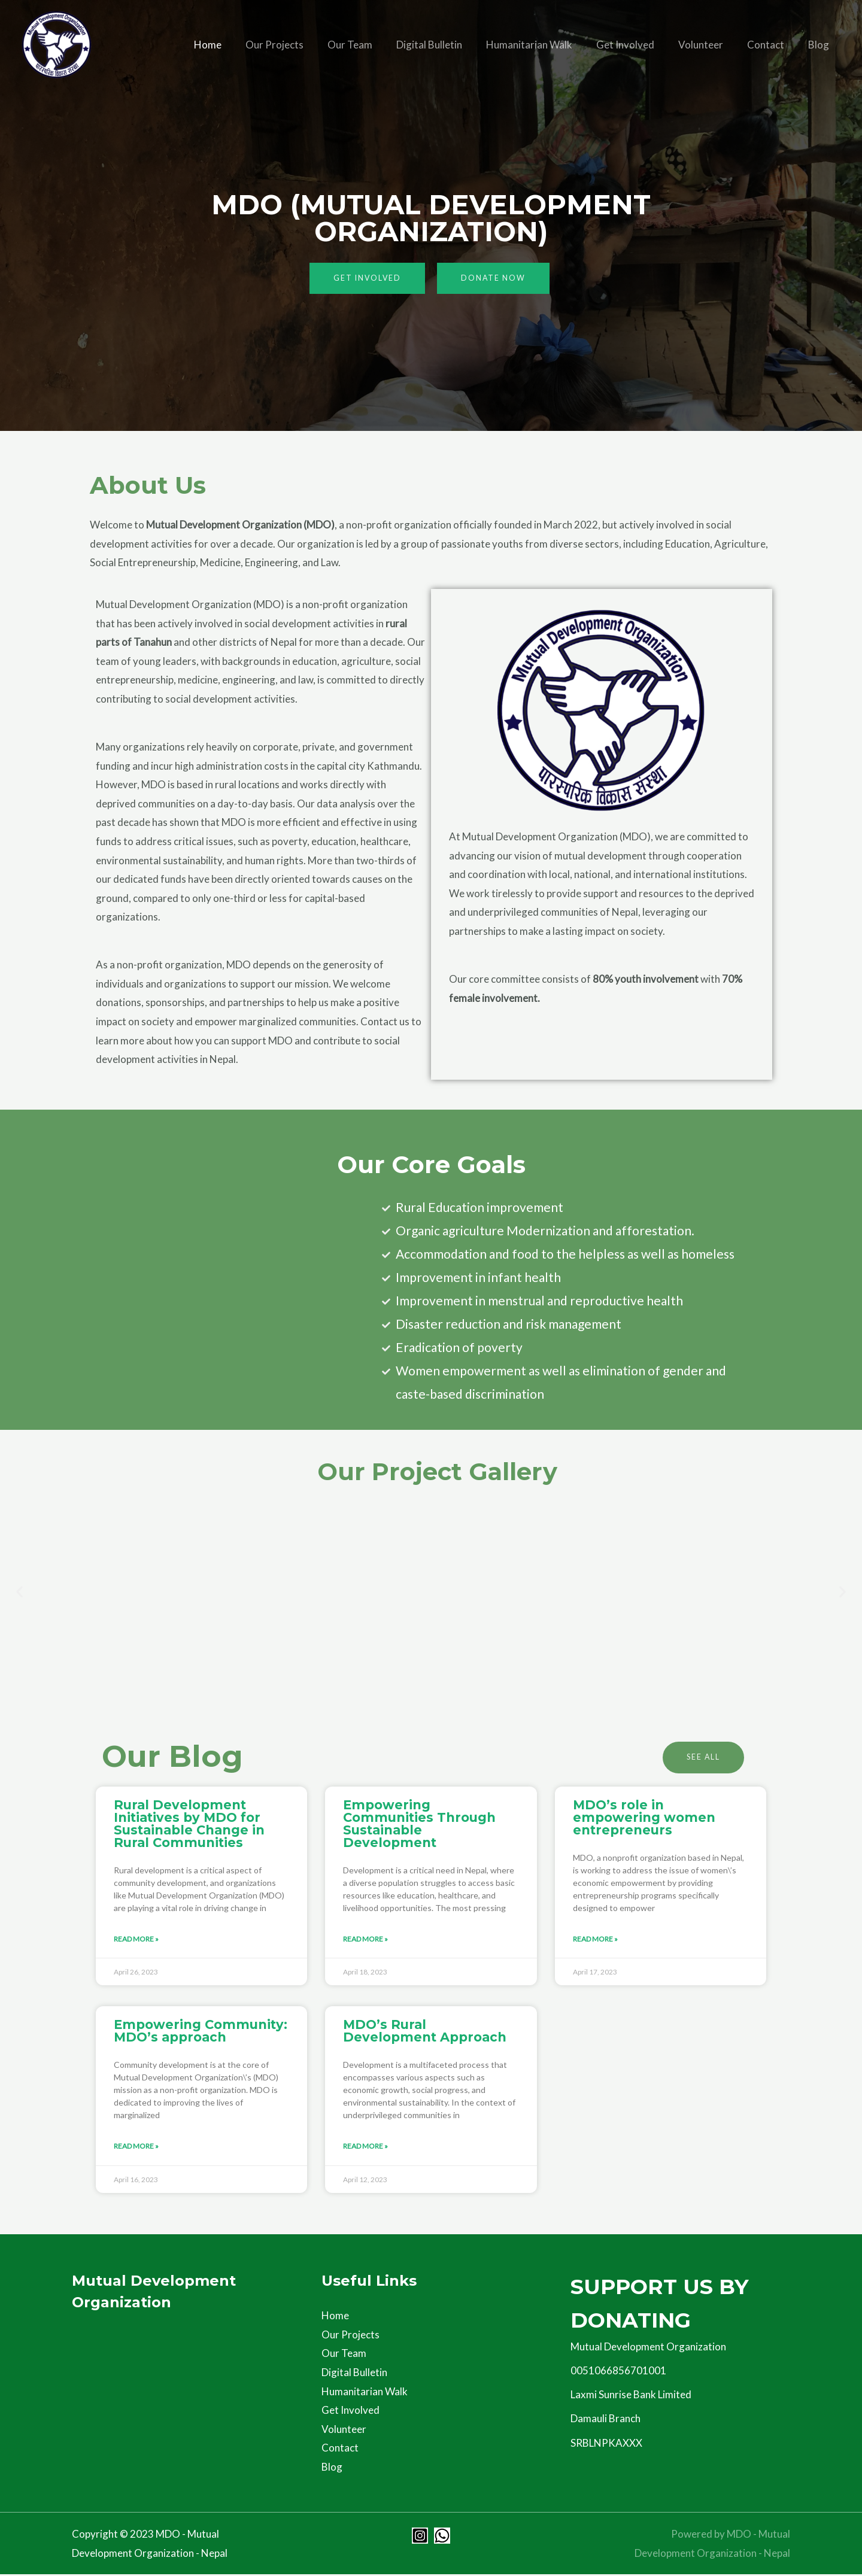 Mutual Development Organization
पारस्परिक विकास संस्था
Home
Our Projects
Our Team
Digital Bulletin
Humanitarian Walk
Get Involved
Volunteer
Contact
Blog
MDO (MUTUAL DEVELOPMENT
ORGANIZATION)
GET INVOLVED
DONATE NOW
About Us
Welcome to Mutual Development Organization (MDO), a non-profit organization officially founded in March 2022, but actively involved in social
development activities for over a decade. Our organization is led by a group of passionate youths from diverse sectors, including Education, Agriculture,
Social Entrepreneurship, Medicine, Engineering, and Law.
Mutual Development Organization (MDO) is a non-profit organization
that has been actively involved in social development activities in rural
parts of Tanahun and other districts of Nepal for more than a decade. Our
team of young leaders, with backgrounds in education, agriculture, social
entrepreneurship, medicine, engineering, and law, is committed to directly
contributing to social development activities.
Many organizations rely heavily on corporate, private, and government
funding and incur high administration costs in the capital city Kathmandu.
However, MDO is based in rural locations and works directly with
deprived communities on a day-to-day basis. Our data analysis over the
past decade has shown that MDO is more efficient and effective in using
funds to address critical issues, such as poverty, education, healthcare,
environmental sustainability, and human rights. More than two-thirds of
our dedicated funds have been directly oriented towards causes on the
ground, compared to only one-third or less for capital-based
organizations.
As a non-profit organization, MDO depends on the generosity of
individuals and organizations to support our mission. We welcome
donations, sponsorships, and partnerships to help us make a positive
impact on society and empower marginalized communities. Contact us to
learn more about how you can support MDO and contribute to social
development activities in Nepal.
Mutual Development Organization
पारस्परिक विकास संस्था
At Mutual Development Organization (MDO), we are committed to
advancing our vision of mutual development through cooperation
and coordination with local, national, and international institutions.
We work tirelessly to provide support and resources to the deprived
and underprivileged communities of Nepal, leveraging our
partnerships to make a lasting impact on society.
Our core committee consists of 80% youth involvement with 70%
female involvement.
Our Core Goals
Rural Education improvement
Organic agriculture Modernization and afforestation.
Accommodation and food to the helpless as well as homeless
Improvement in infant health
Improvement in menstrual and reproductive health
Disaster reduction and risk management
Eradication of poverty
Women empowerment as well as elimination of gender and
caste-based discrimination
Our Project Gallery
Our Blog
SEE ALL
Rural Development
Initiatives by MDO for
Sustainable Change in
Rural Communities
Rural development is a critical aspect of
community development, and organizations
like Mutual Development Organization (MDO)
are playing a vital role in driving change in
READ MORE »
April 26, 2023
Empowering
Communities Through
Sustainable
Development
Development is a critical need in Nepal, where
a diverse population struggles to access basic
resources like education, healthcare, and
livelihood opportunities. The most pressing
READ MORE »
April 18, 2023
MDO’s role in
empowering women
entrepreneurs
MDO, a nonprofit organization based in Nepal,
is working to address the issue of women\’s
economic empowerment by providing
entrepreneurship programs specifically
designed to empower
READ MORE »
April 17, 2023
Empowering Community:
MDO’s approach
Community development is at the core of
Mutual Development Organization\’s (MDO)
mission as a non-profit organization. MDO is
dedicated to improving the lives of
marginalized
READ MORE »
April 16, 2023
MDO’s Rural
Development Approach
Development is a multifaceted process that
encompasses various aspects such as
economic growth, social progress, and
environmental sustainability. In the context of
underprivileged communities in
READ MORE »
April 12, 2023
Mutual Development
Organization
Useful Links
Home
Our Projects
Our Team
Digital Bulletin
Humanitarian Walk
Get Involved
Volunteer
Contact
Blog
SUPPORT US BY
DONATING
Mutual Development Organization
0051066856701001
Laxmi Sunrise Bank Limited
Damauli Branch
SRBLNPKAXXX
Copyright © 2023 MDO - Mutual
Development Organization - Nepal
Powered by MDO - Mutual
Development Organization - Nepal